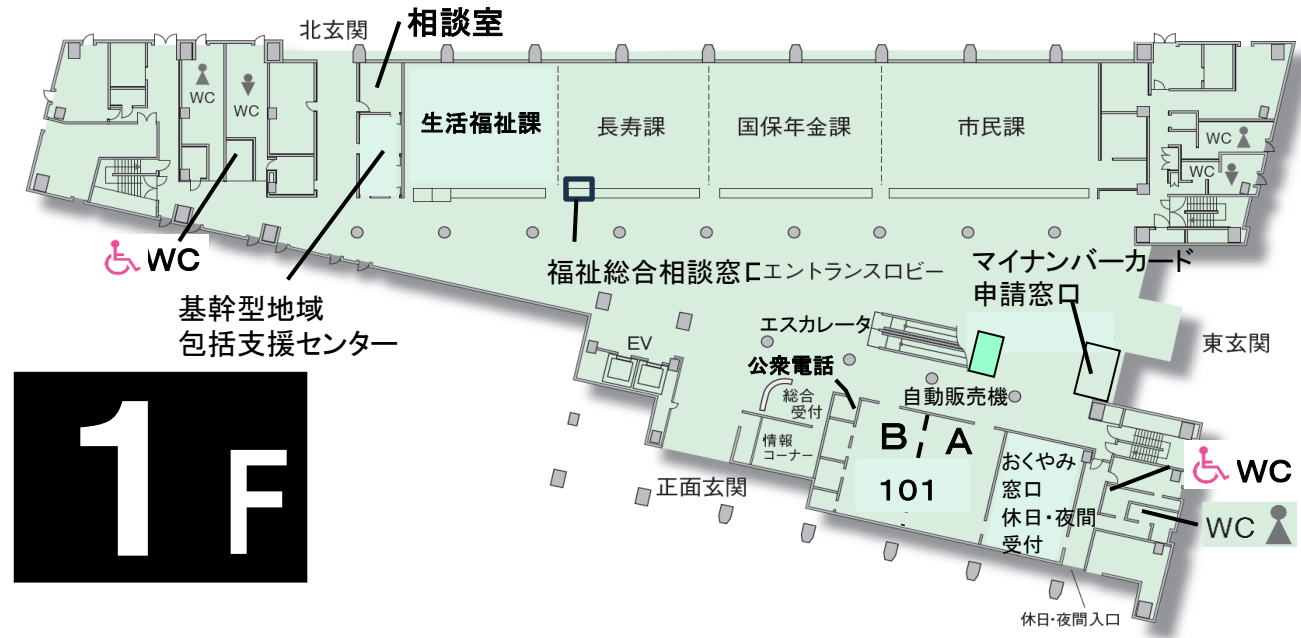 北玄関
相談室
WC
WC
生活福祉課
長寿課
国保年金課
市民課
WC
WC
WC
基幹型地域
包括支援センター
福祉総合相談窓口
エントランスロビー
マイナンバーカード
申請窓口
東玄関
エスカレータ
EV
公衆電話
自動販売機
総合
受付
情報
コーナー
B
A
101
おくやみ
窓口
休日・夜間
受付
WC
WC
正面玄関
休日・夜間入口
1F